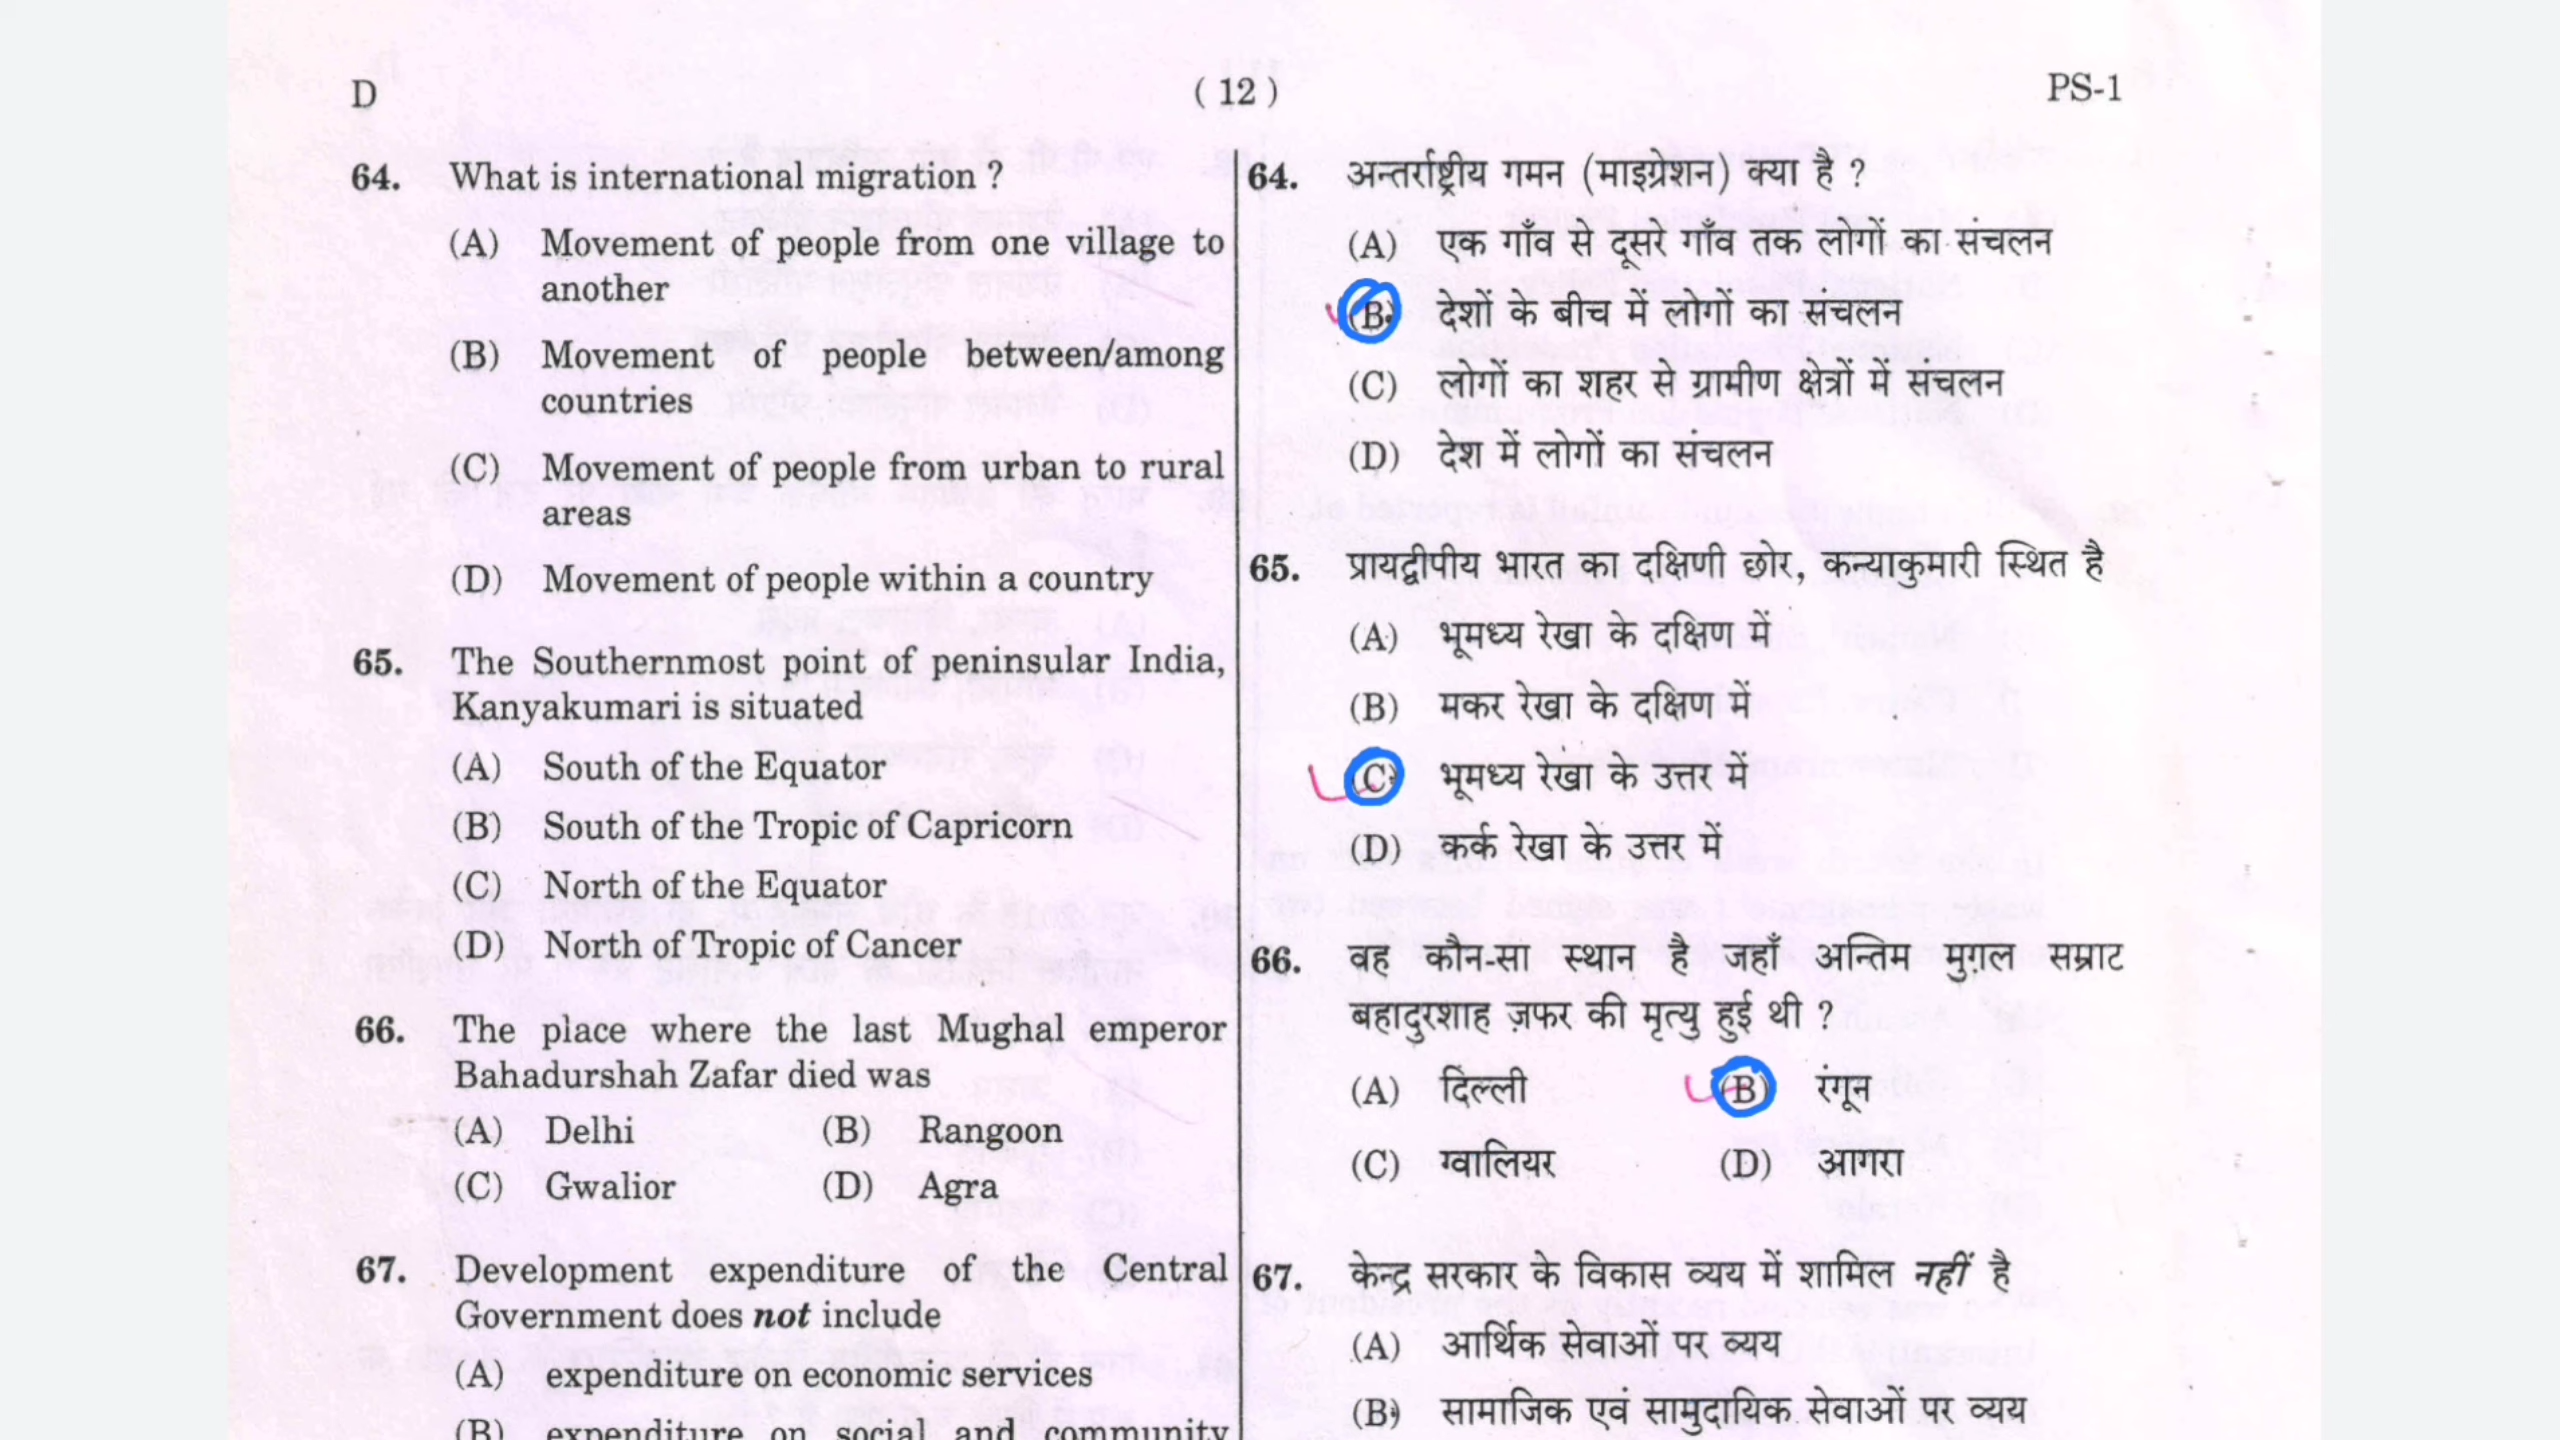 D
( 12 )
PS-1
64. What is international migration ?
(A) Movement of people from one village to
another
(B) Movement of people between/among
countries
(C) Movement of people from urban to rural
areas
(D) Movement of people within a country
65. The Southernmost point of peninsular India,
Kanyakumari is situated
(A) South of the Equator
(B) South of the Tropic of Capricorn
(C) North of the Equator
(D) North of Tropic of Cancer
66. The place where the last Mughal emperor
Bahadurshah Zafar died was
(A) Delhi (B) Rangoon
(C) Gwalior (D) Agra
67. Development expenditure of the Central
Government does not include
(A) expenditure on economic services
(B) expenditure on social and community
64. अन्तर्राष्ट्रीय गमन (माइग्रेशन) क्या है ?
(A) एक गाँव से दूसरे गाँव तक लोगों का संचलन
(B) देशों के बीच में लोगों का संचलन
(C) लोगों का शहर से ग्रामीण क्षेत्रों में संचलन
(D) देश में लोगों का संचलन
65. प्रायद्वीपीय भारत का दक्षिणी छोर, कन्याकुमारी स्थित है
(A) भूमध्य रेखा के दक्षिण में
(B) मकर रेखा के दक्षिण में
(C) भूमध्य रेखा के उत्तर में
(D) कर्क रेखा के उत्तर में
66. वह कौन-सा स्थान है जहाँ अन्तिम मुग़ल सम्राट
बहादुरशाह ज़फर की मृत्यु हुई थी ?
(A) दिल्ली (B) रंगून
(C) ग्वालियर (D) आगरा
67. केन्द्र सरकार के विकास व्यय में शामिल नहीं है
(A) आर्थिक सेवाओं पर व्यय
(B) सामाजिक एवं सामुदायिक सेवाओं पर व्यय